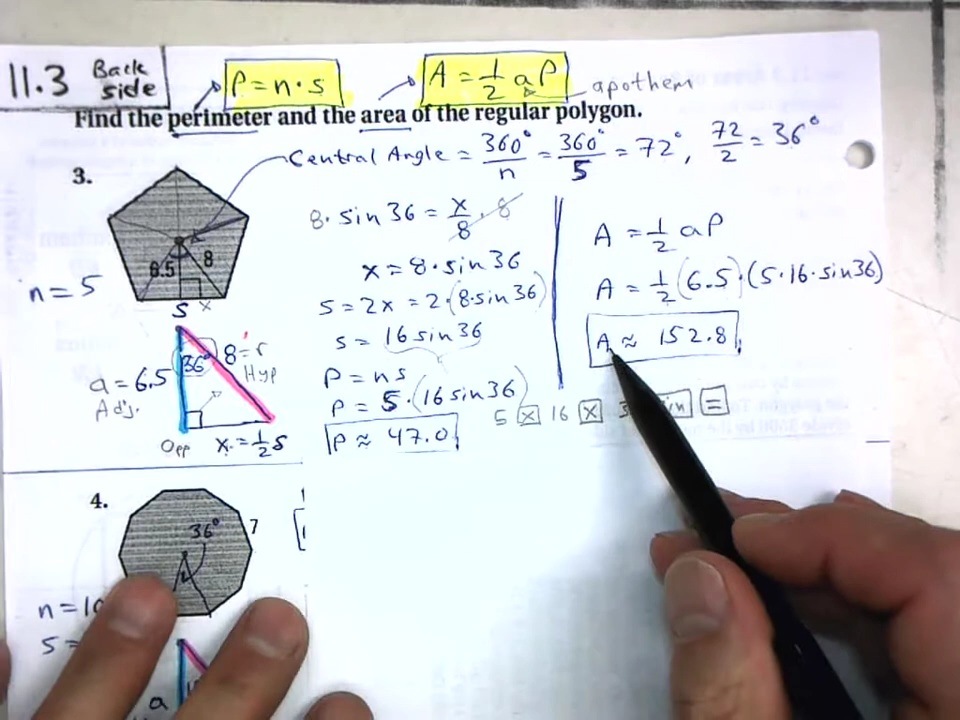 11.3 Back side
P = n · s
A = 1/2 a P
apothem
Find the perimeter and the area of the regular polygon.
Central Angle = 360°/n = 360°/5 = 72°, 72/2 = 36°
3.
6.5
8
S x
n = 5
36°
8 = r
Hyp
a = 6.5
Adj.
Opp
x = 1/2 s
8 · sin 36 = x/8 · 8
x = 8 · sin 36
s = 2x = 2 · (8 · sin 36)
s = 16 sin 36
P = n s
P = 5 · (16 sin 36)
P ≈ 47.0
A = 1/2 a P
A = 1/2 (6.5) · (5 · 16 · sin 36)
A ≈ 152.8
5 × 16 × 3 in =
4.
36°
7
n = 10
s =
a